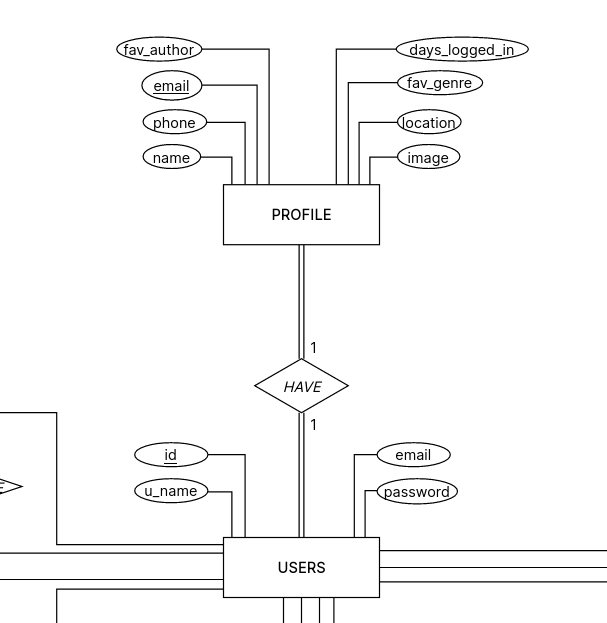 fav_author
days_logged_in
email
fav_genre
phone
location
name
image
PROFILE
1
HAVE
1
id
email
u_name
password
E
USERS